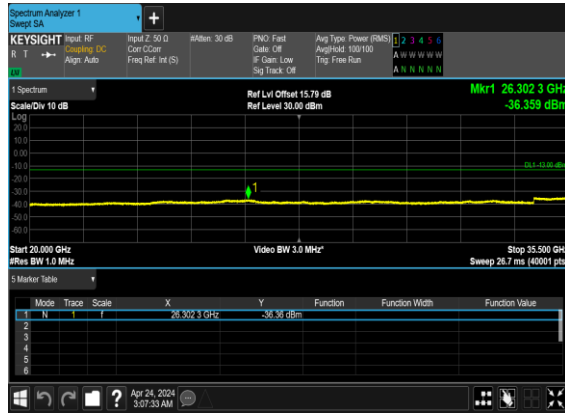 Spectrum Analyzer 1
Swept SA
+
KEYSIGHT Input: RF Input Z: 50 Ω #Atten: 30 dB PNO: Fast Avg Type: Power (RMS) 1 2 3 4 5 6
R T Coupling: DC Corr CCorr Gate: Off Avg|Hold: 100/100 A W W W W W
Align: Auto Freq Ref: Int (S) IF Gain: Low Trig: Free Run
LW Sig Track: Off A N N N N N
1 Spectrum Ref Lvl Offset 15.79 dB Mkr1 26.302 3 GHz
Scale/Div 10 dB Ref Level 30.00 dBm -36.359 dBm
Log
20.0
10.0
0.00
-10.0 DL1 -13.00 dBm
-20.0
-30.0 1
-40.0
-50.0
-60.0
Start 20.000 GHz Video BW 3.0 MHz* Stop 35.500 GHz
#Res BW 1.0 MHz Sweep 26.7 ms (40001 pts)
5 Marker Table
Mode Trace Scale X Y Function Function Width Function Value
1 N 1 f 26.302 3 GHz -36.36 dBm
2
3
4
5
6
? Apr 24, 2024
3:07:33 AM